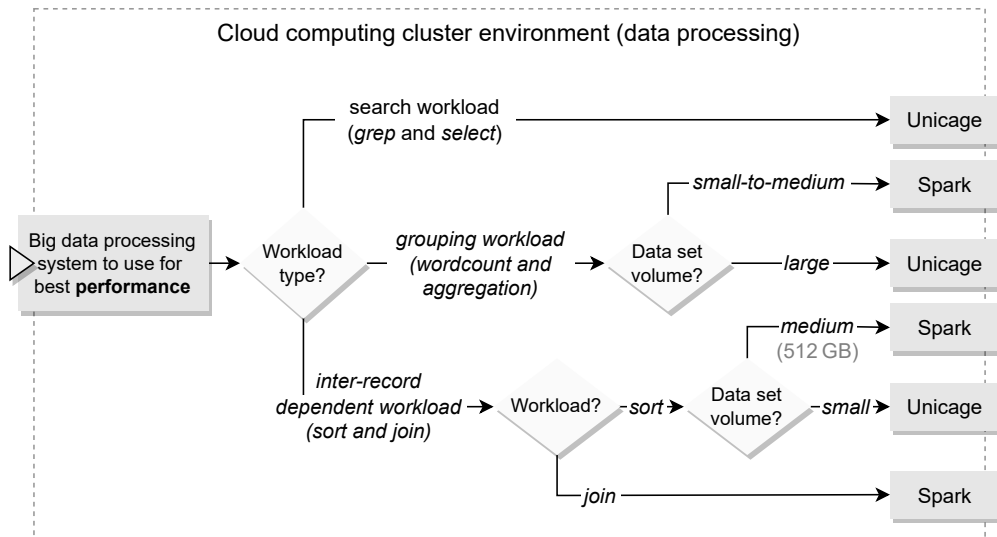 Cloud computing cluster environment (data processing)
search workload
(grep and select)
Unicage
small-to-medium
Spark
Big data processing
system to use for
best performance
Workload
type?
grouping workload
(wordcount and
aggregation)
Data set
volume?
large
Unicage
medium
(512 GB)
Spark
inter-record
dependent workload
(sort and join)
Workload?
sort
Data set
volume?
small
Unicage
join
Spark